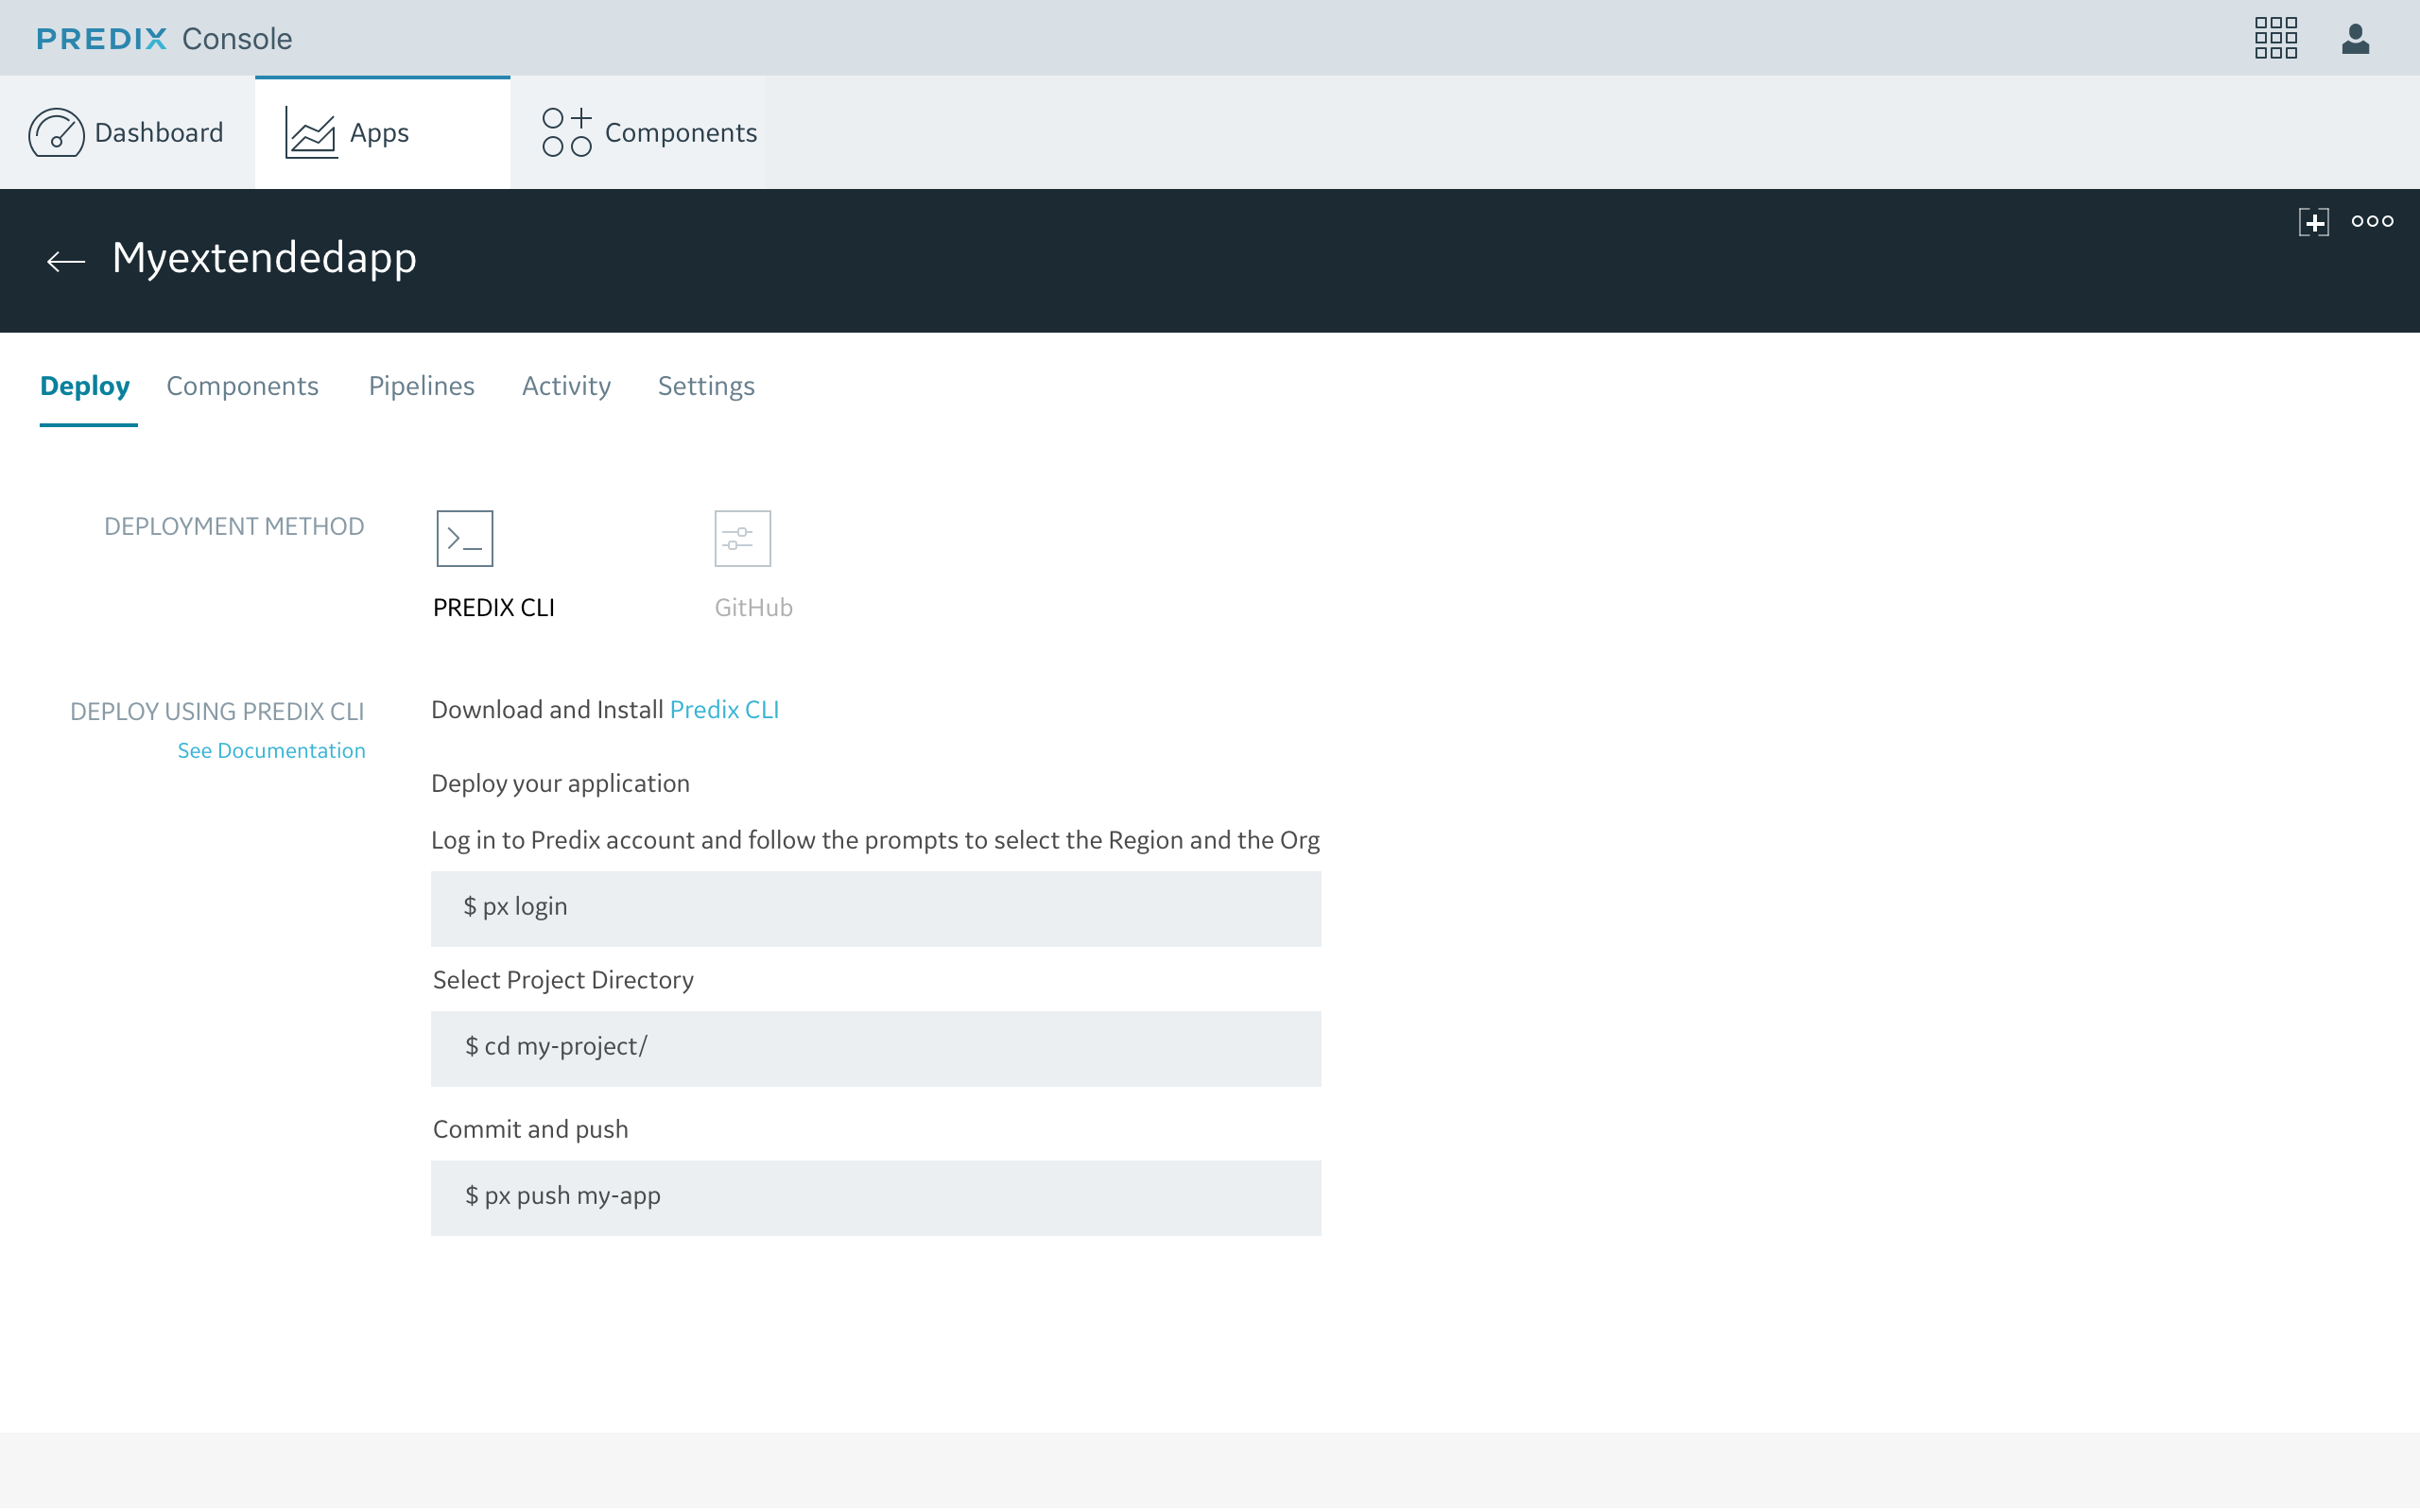 PREDIX Console
Dashboard Apps Components
Myextendedapp
Deploy Components Pipelines Activity Settings
DEPLOYMENT METHOD
PREDIX CLI GitHub
DEPLOY USING PREDIX CLI
See Documentation
Download and Install Predix CLI
Deploy your application
Log in to Predix account and follow the prompts to select the Region and the Org
$ px login
Select Project Directory
$ cd my-project/
Commit and push
$ px push my-app